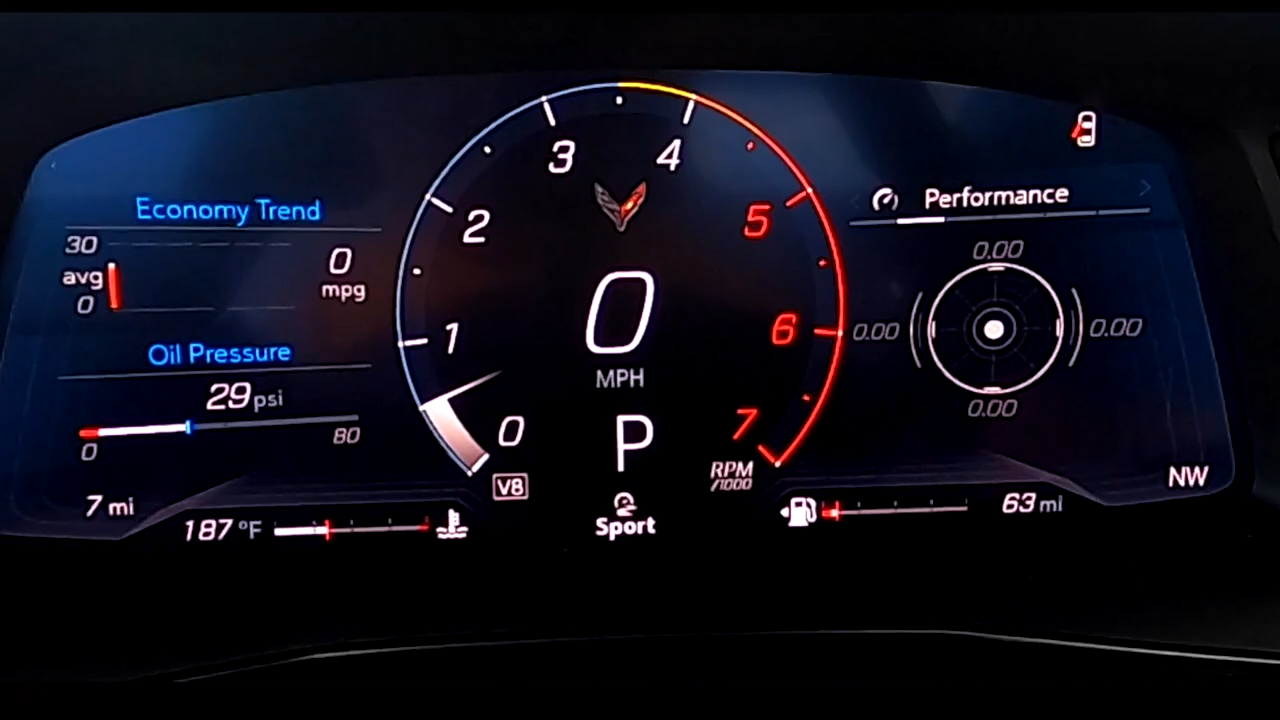 Economy Trend
30
avg
0
0
mpg
Oil Pressure
29 psi
0
80
7 mi
187 °F
0
1
2
3
4
5
6
7
0
MPH
P
V8
RPM
/1000
Sport
Performance
0.00
0.00
0.00
0.00
NW
63 mi